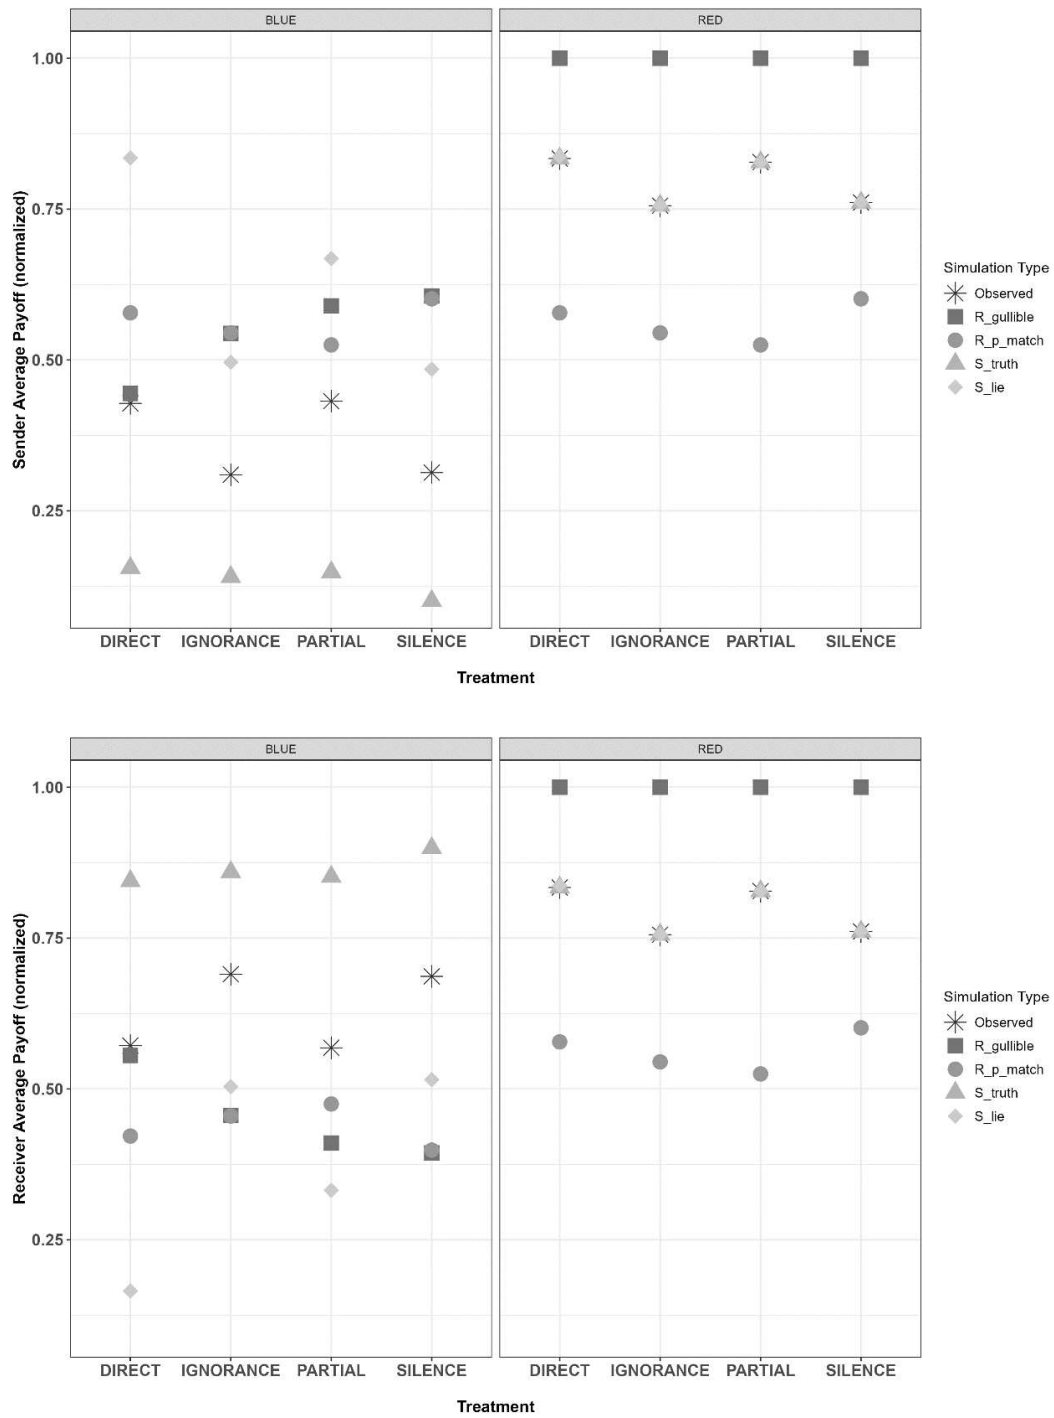 BLUE RED
Sender Average Payoff (normalized)
1.00
0.75
0.50
0.25
DIRECT IGNORANCE PARTIAL SILENCE DIRECT IGNORANCE PARTIAL SILENCE
Treatment
Simulation Type
Observed
R_gullible
R_p_match
S_truth
S_lie
BLUE RED
Receiver Average Payoff (normalized)
1.00
0.75
0.50
0.25
DIRECT IGNORANCE PARTIAL SILENCE DIRECT IGNORANCE PARTIAL SILENCE
Treatment
Simulation Type
Observed
R_gullible
R_p_match
S_truth
S_lie